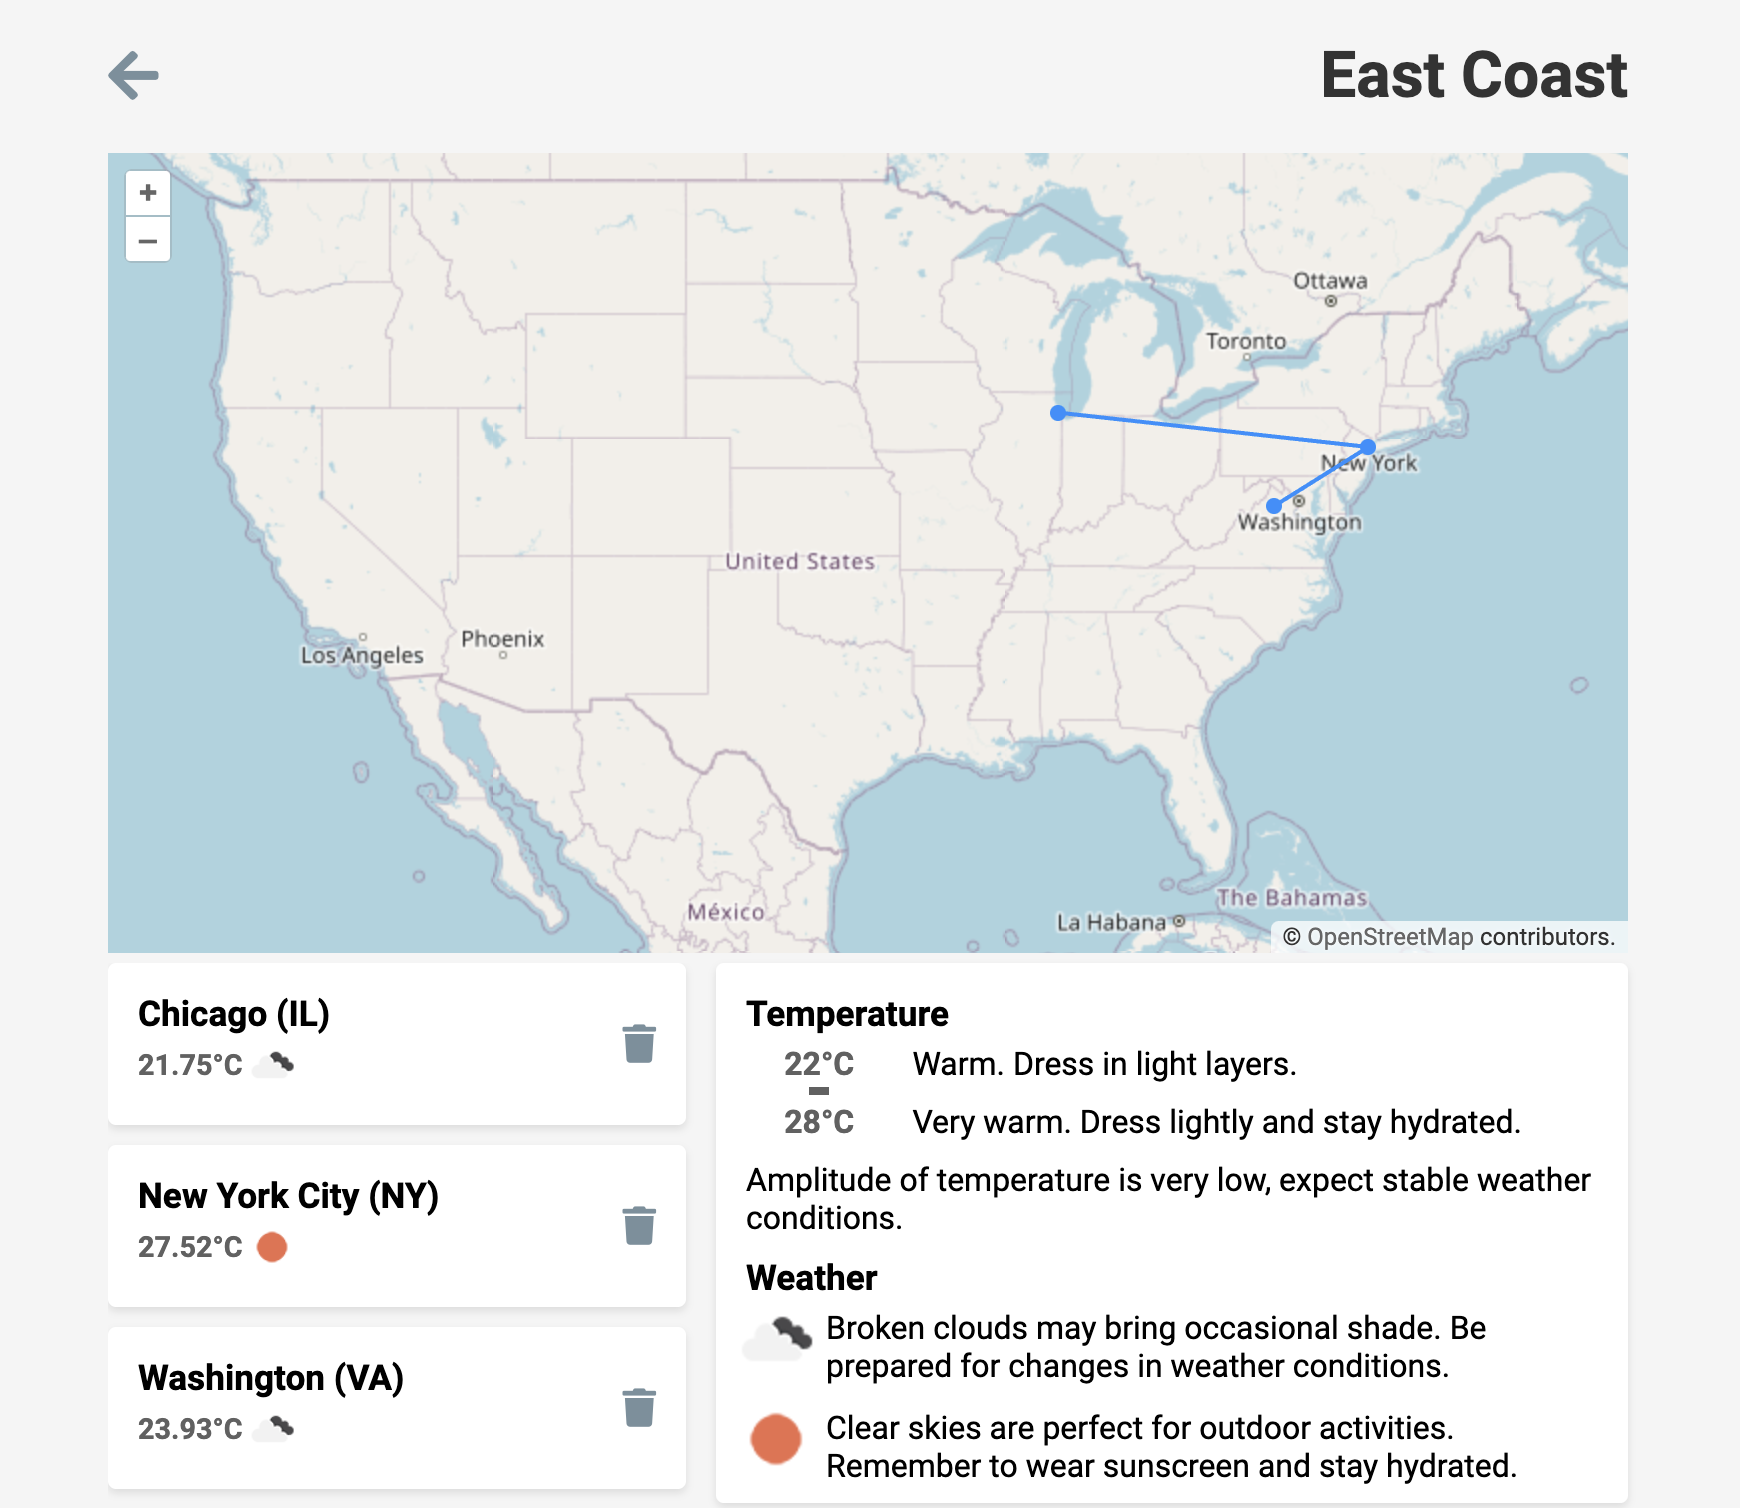 East Coast
+
−
Ottawa
Toronto
New York
Washington
United States
Phoenix
Los Angeles
México
The Bahamas
La Habana
© OpenStreetMap contributors.
Chicago (IL)
21.75°C
New York City (NY)
27.52°C
Washington (VA)
23.93°C
Temperature
22°C Warm. Dress in light layers.
-
28°C Very warm. Dress lightly and stay hydrated.
Amplitude of temperature is very low, expect stable weather
conditions.
Weather
Broken clouds may bring occasional shade. Be
prepared for changes in weather conditions.
Clear skies are perfect for outdoor activities.
Remember to wear sunscreen and stay hydrated.